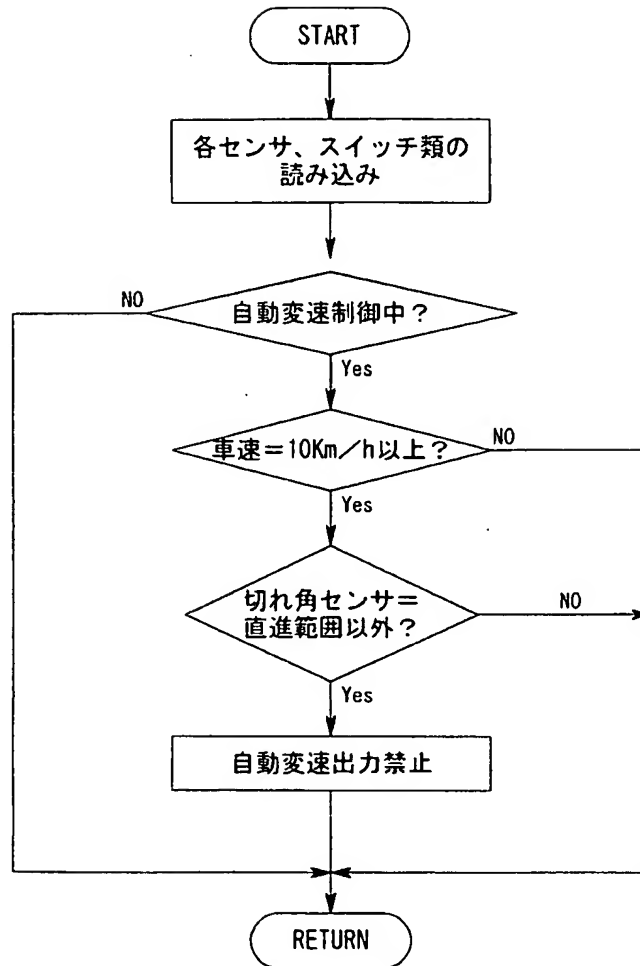 START
各センサ、スイッチ類の
読み込み
NO
自動変速制御中？
Yes
車速＝10Km／h以上？
NO
Yes
切れ角センサ＝
直進範囲以外？
NO
Yes
自動変速出力禁止
RETURN